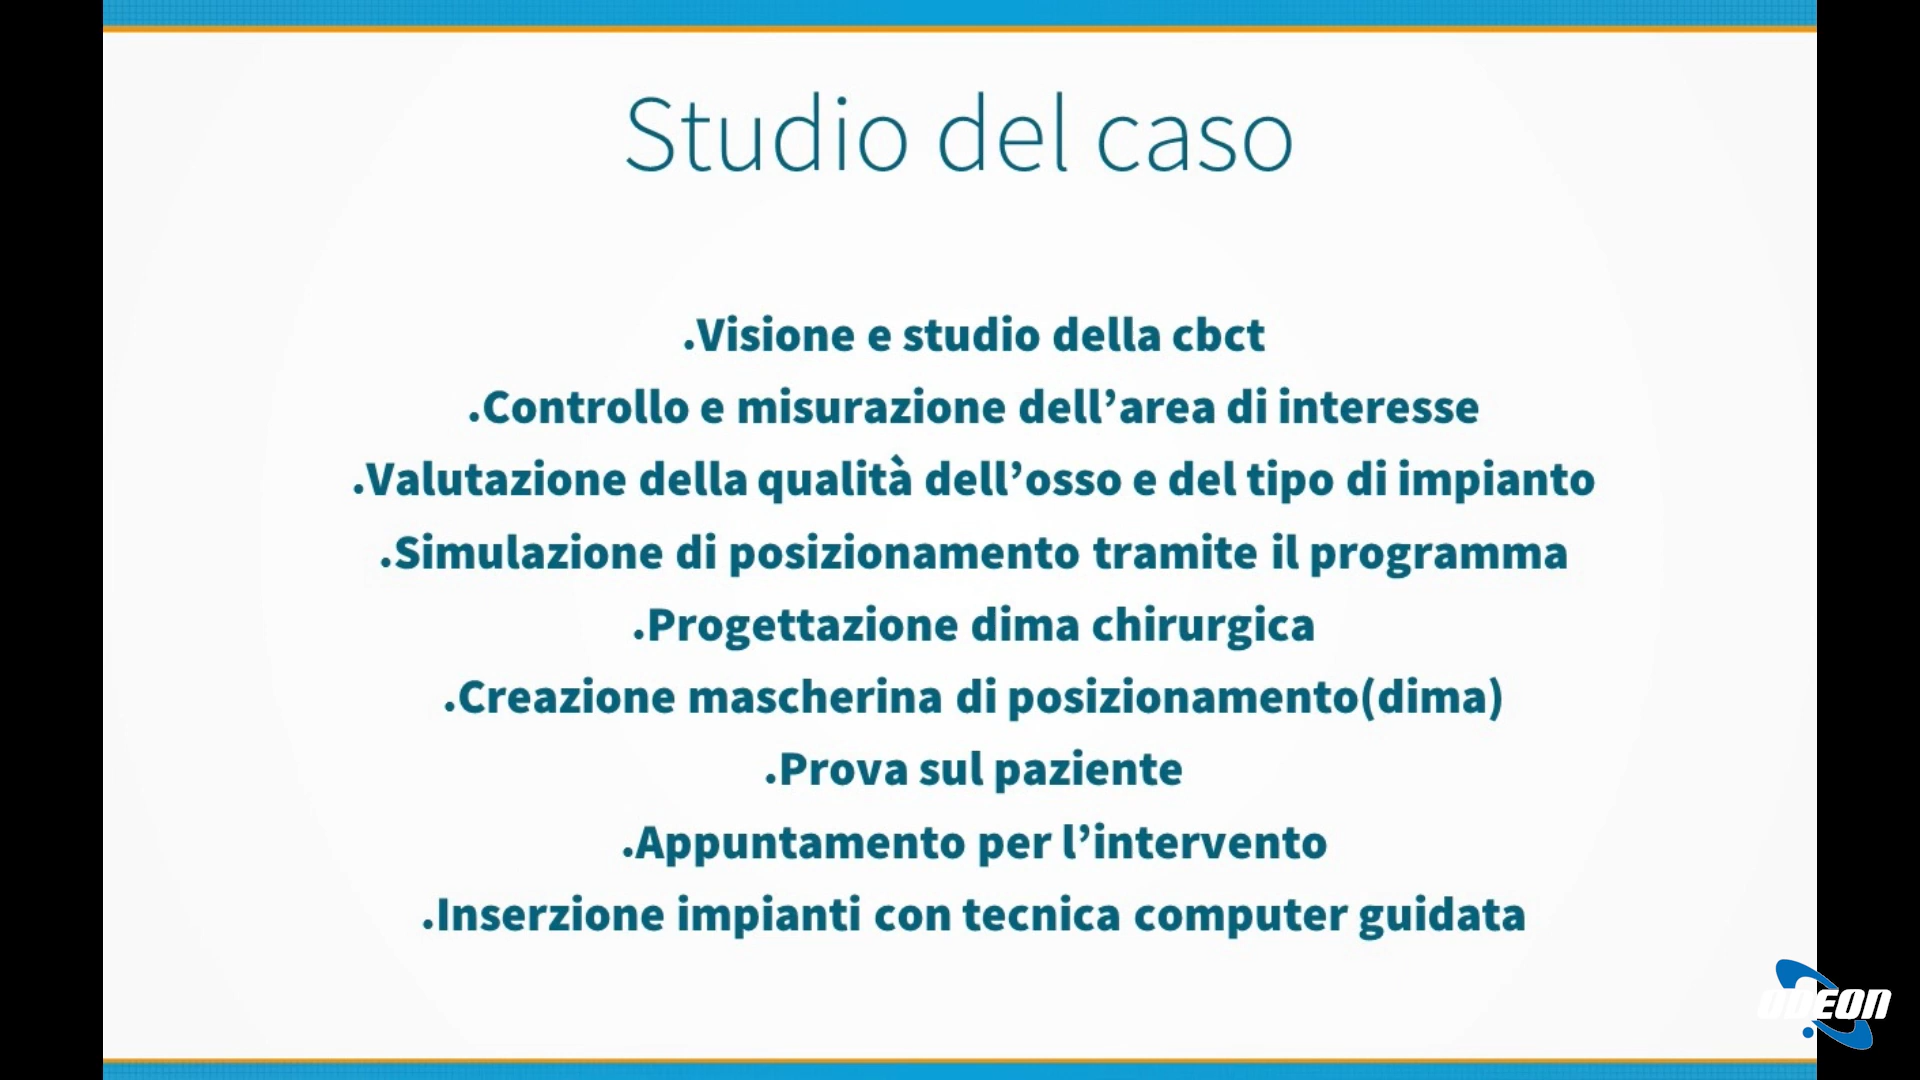 Studio del caso
.Visione e studio della cbct
.Controllo e misurazione dell’area di interesse
.Valutazione della qualità dell’osso e del tipo di impianto
.Simulazione di posizionamento tramite il programma
.Progettazione dima chirurgica
.Creazione mascherina di posizionamento(dima)
.Prova sul paziente
.Appuntamento per l’intervento
.Inserzione impianti con tecnica computer guidata
ODEON